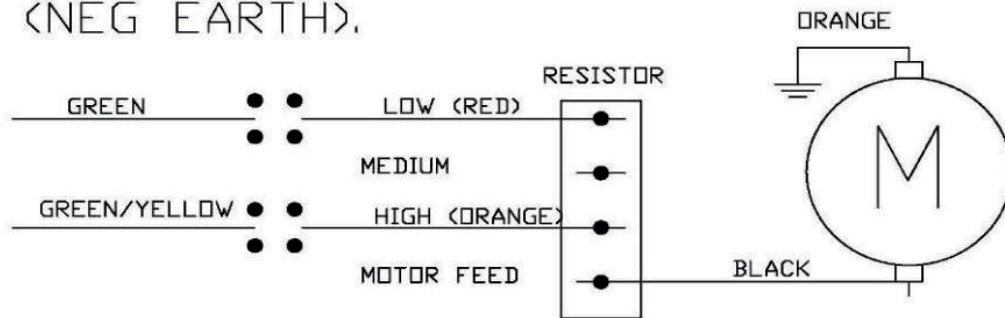 (NEG EARTH).
ORANGE
RESISTOR
GREEN
LOW (RED)
MEDIUM
GREEN/YELLOW
HIGH (ORANGE)
MOTOR FEED
BLACK
M